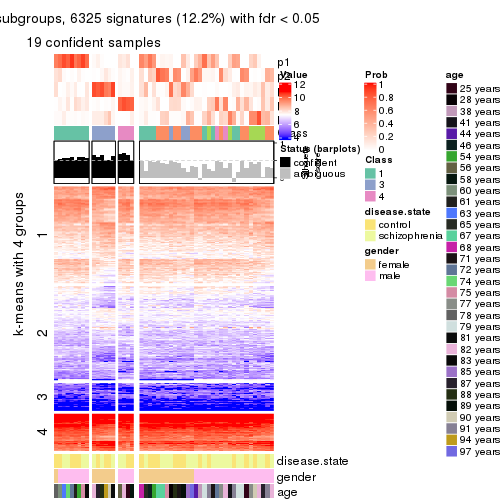 subgroups, 6325 signatures (12.2%) with fdr < 0.05
19 confident samples
k-means with 4 groups
1
2
3
4
p1
Value
12
10
8
6
4
Status (barplots)
confident
ambiguous
disease.state
gender
age
Prob
1
0.8
0.6
0.4
0.2
0
Class
1
3
4
disease.state
control
schizophrenia
gender
female
male
age
25 years
28 years
38 years
41 years
44 years
46 years
54 years
56 years
58 years
60 years
61 years
63 years
65 years
67 years
68 years
71 years
72 years
74 years
75 years
77 years
78 years
79 years
81 years
82 years
83 years
85 years
87 years
88 years
89 years
90 years
91 years
94 years
97 years